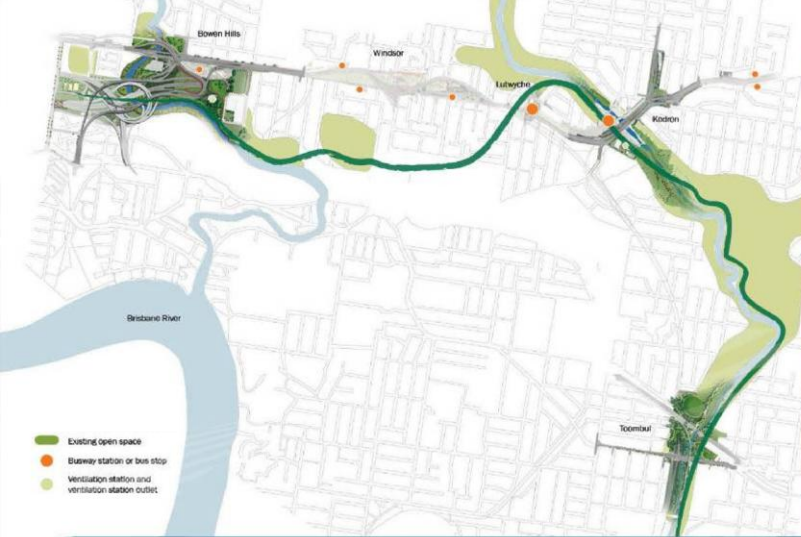 Bowen Hills
Windsor
Lutwyche
Kedron
Brisbane River
Toombul
Existing open space
Busway station or bus stop
Ventilation station and
ventilation station outlet